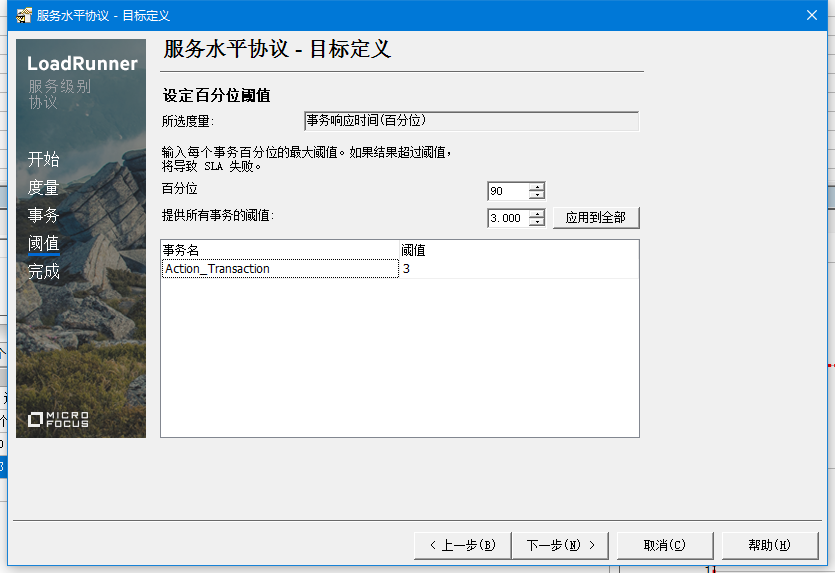 服务水平协议 - 目标定义
LoadRunner
服务级别
协议
开始
度量
事务
阈值
完成
MICRO
FOCUS
服务水平协议 - 目标定义
设定百分位阈值
所选度量:
事务响应时间(百分位)
输入每个事务百分位的最大阈值。如果结果超过阈值,
将导致 SLA 失败。
百分位
90
提供所有事务的阈值:
3.000
应用到全部
事务名 阈值
Action_Transaction 3
< 上一步(B)
下一步(N) >
取消(C)
帮助(H)